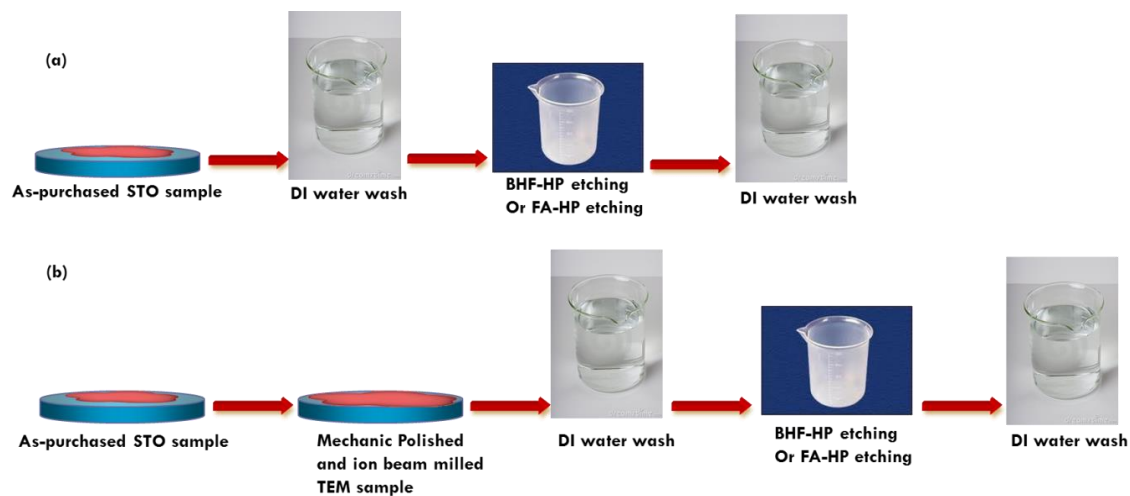 (a)
As-purchased STO sample
DI water wash
BHF-HP etching
Or FA-HP etching
DI water wash
(b)
As-purchased STO sample
Mechanic Polished
and ion beam milled
TEM sample
DI water wash
BHF-HP etching
Or FA-HP etching
DI water wash